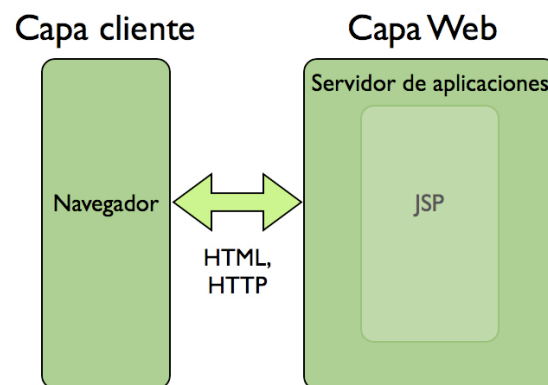 Capa cliente
Capa Web
Servidor de aplicaciones
Navegador
JSP
HTML,
HTTP